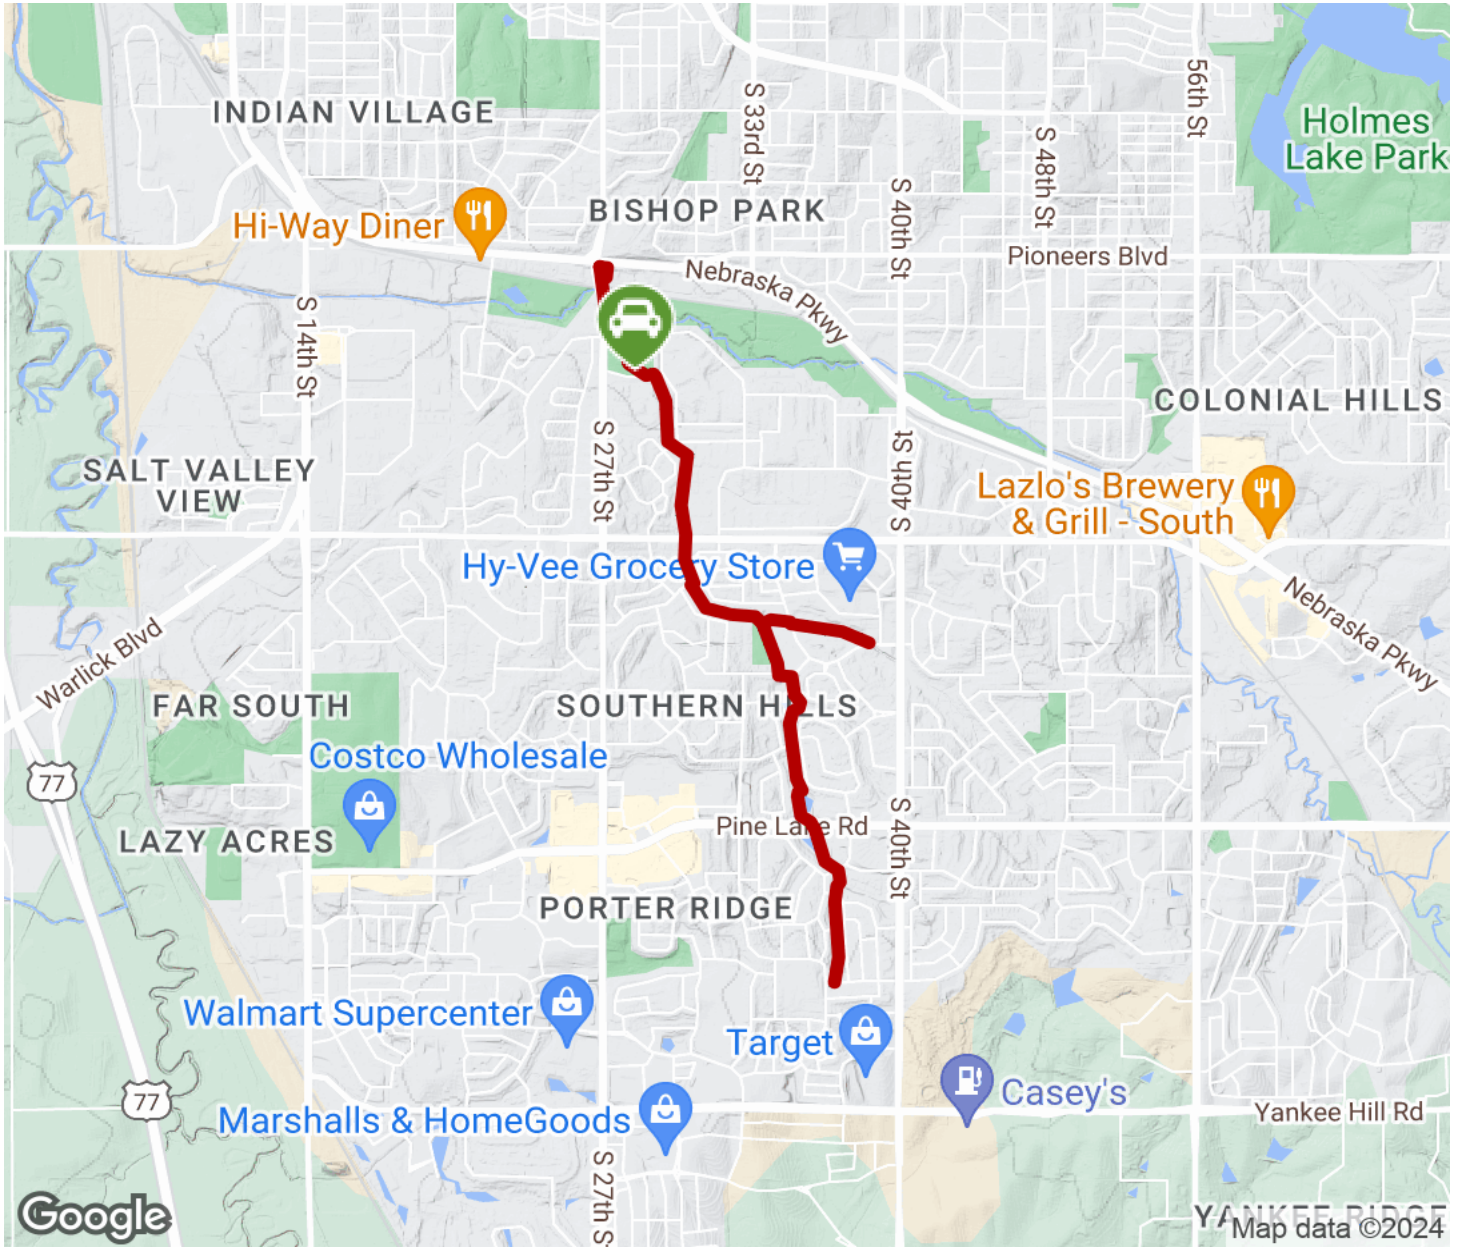 56th St
S 33rd St
INDIAN VILLAGE
Holmes
Lake Park
S 48th St
S 40th St
BISHOP PARK
Hi-Way Diner
Pioneers Blvd
Nebraska Pkwy
S 14th St
COLONIAL HILLS
S 27th St
S 40th St
SALT VALLEY
VIEW
Lazlo's Brewery
& Grill - South
Hy-Vee Grocery Store
Nebraska Pkwy
Warlick Blvd
FAR SOUTH
SOUTHERN HILLS
Costco Wholesale
77
S 40th St
Pine Lake Rd
LAZY ACRES
PORTER RIDGE
Walmart Supercenter
Target
Casey's
77
Marshalls & HomeGoods
Yankee Hill Rd
S 27th S
Google
YANKEE RIDGE
Map data ©2024